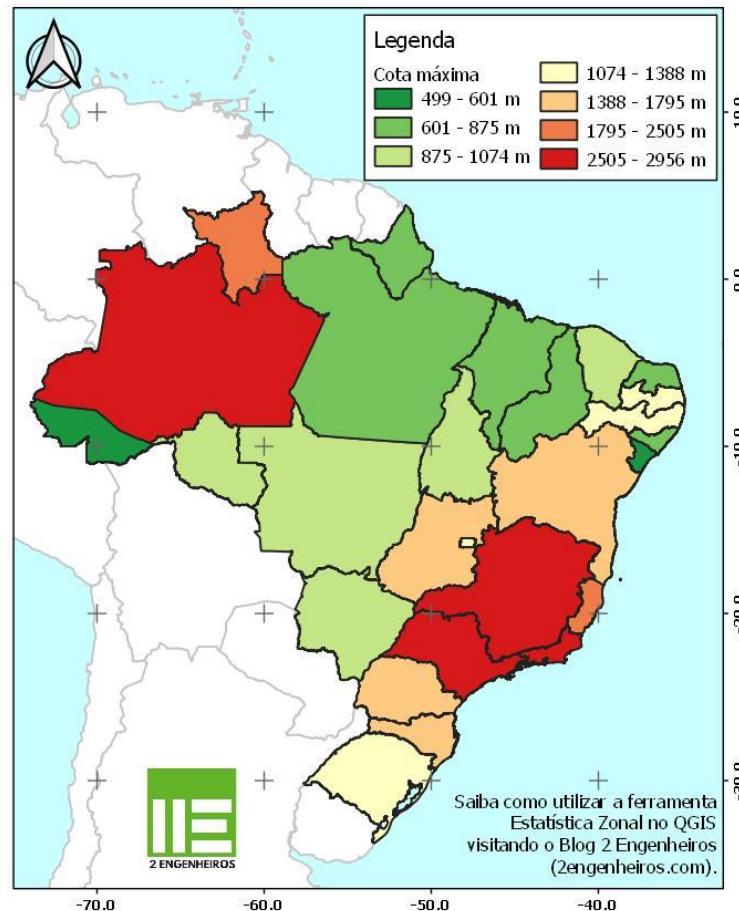 Legenda
Cota máxima
499 - 601 m
601 - 875 m
875 - 1074 m
1074 - 1388 m
1388 - 1795 m
1795 - 2505 m
2505 - 2956 m
2 ENGENHEIROS
Saiba como utilizar a ferramenta
Estatística Zonal no QGIS
visitando o Blog 2 Engenheiros
(2engenheiros.com).
-70.0
-60.0
-50.0
-40.0